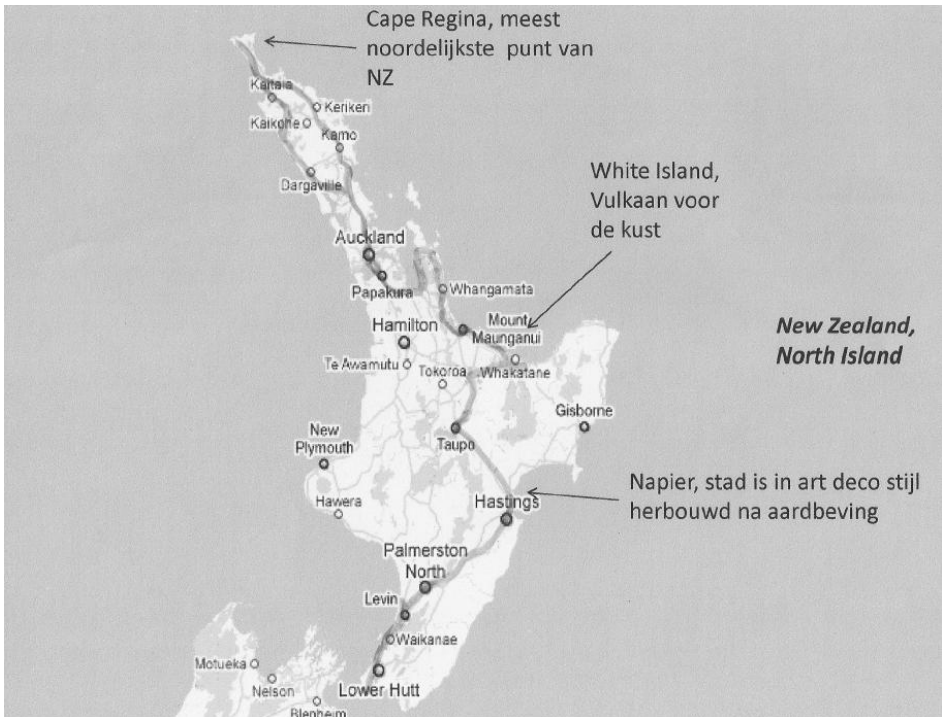 Cape Regina, meest
noordelijkste punt van
NZ
Kaitaia
Kerikeri
Kaikohe
Kamo
Dargaville
White Island,
Vulkaan voor
de kust
Auckland
Papakura
Whangamata
Mount
Maunganui
Hamilton
New Zealand,
North Island
Te Awamutu
Tokoroa
Whakatane
Gisborne
Taupo
New
Plymouth
Napier, stad is in art deco stijl
herbouwd na aardbeving
Hawera
Hastings
Palmerston
North
Levin
Waikanae
Motueka
Nelson
Lower Hutt
Blenheim